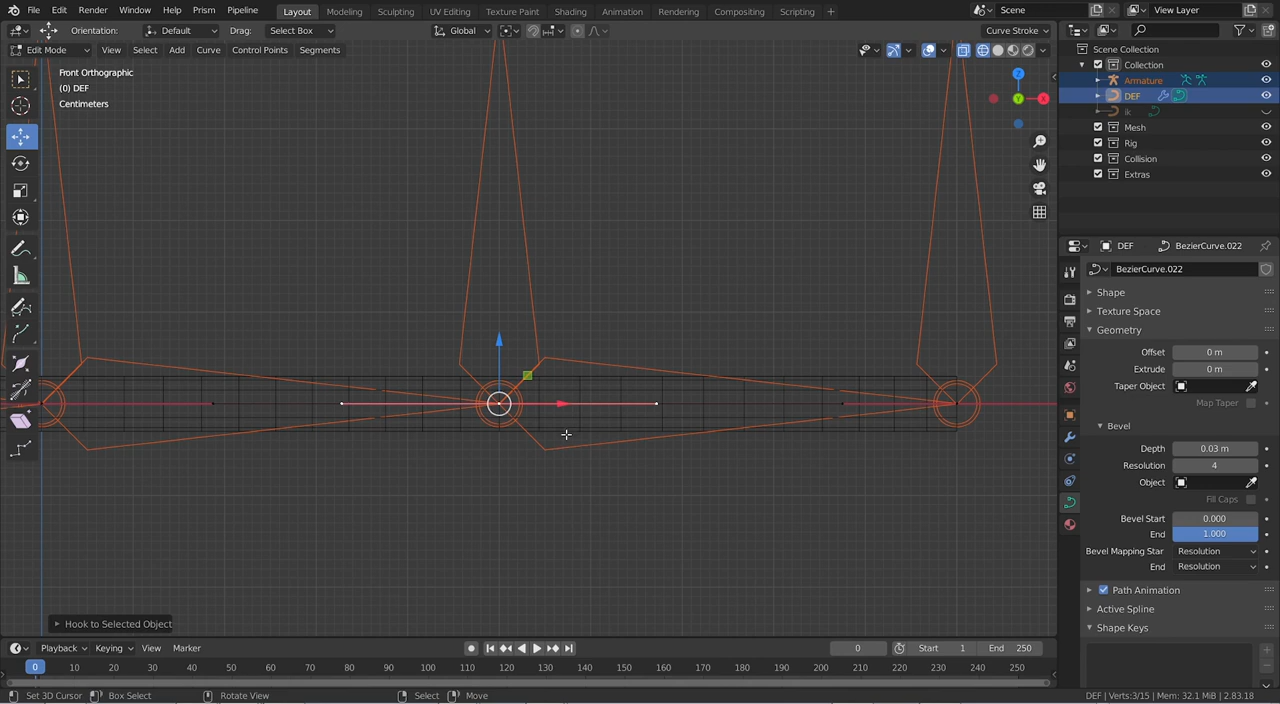 File Edit Render Window Help Prism Pipeline Layout Modeling Sculpting UV Editing Texture Paint Shading Animation Rendering Compositing Scripting Scene View Layer
Orientation: Default Drag: Select Box Global Curve Stroke
Edit Mode View Select Add Curve Control Points Segments
Front Orthographic
(0) DEF
Centimeters
Z
Y
X
Scene Collection
Collection
Armature
DEF
ik
Mesh
Rig
Collision
Extras
DEF BezierCurve.022
BezierCurve.022
Shape
Texture Space
Geometry
Offset 0 m
Extrude 0 m
Taper Object
Map Taper
Bevel
Depth 0.03 m
Resolution 4
Object
Fill Caps
Bevel Start 0.000
End 1.000
Bevel Mapping Star Resolution
End Resolution
Path Animation
Active Spline
Shape Keys
Hook to Selected Object
Playback Keying View Marker 0 Start 1 End 250
0 10 20 30 40 50 60 70 80 90 100 110 120 130 140 150 160 170 180 190 200 210 220 230 240 250
Set 3D Cursor Box Select Rotate View Select Move DEF | Verts:3/15 | Mem: 32.1 MiB | 2.83.18